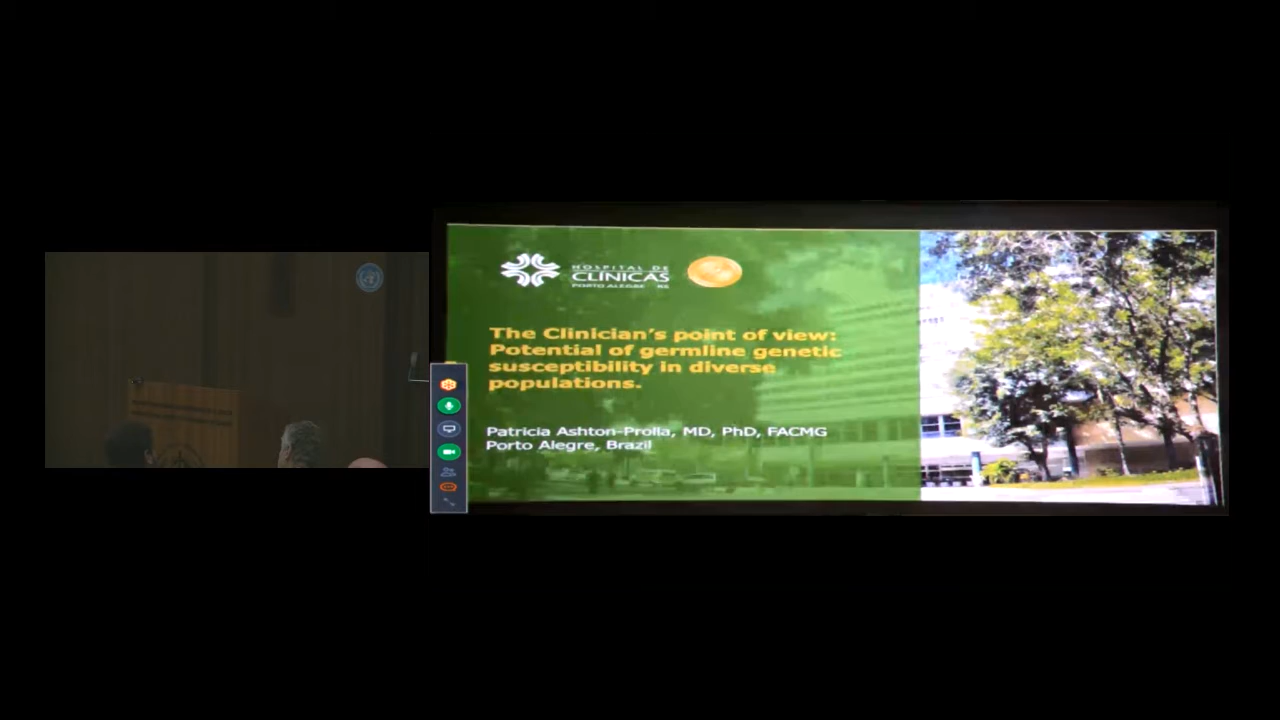 HOSPITAL DE
CLÍNICAS
PORTO ALEGRE RS
The Clinician's point of view:
Potential of germline genetic
susceptibility in diverse
populations.
Patricia Ashton-Prolla, MD, PhD, FACMG
Porto Alegre, Brazil